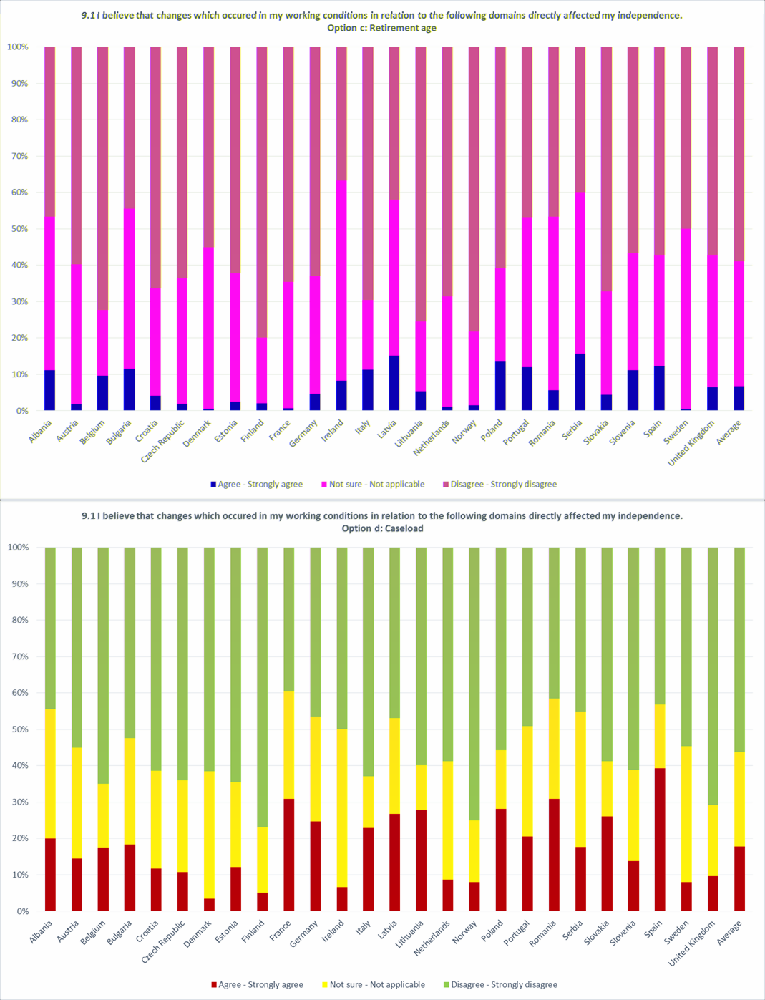 9.1 I believe that changes which occured in my working conditions in relation to the following domains directly affected my independence.
Option c: Retirement age
100%
90%
80%
70%
60%
50%
40%
30%
20%
10%
0%
Albania
Austria
Belgium
Bulgaria
Croatia
Czech Republic
Denmark
Estonia
Finland
France
Germany
Ireland
Italy
Latvia
Lithuania
Netherlands
Norway
Poland
Portugal
Romania
Serbia
Slovakia
Slovenia
Spain
Sweden
United Kingdom
Average
Agree - Strongly agree
Not sure - Not applicable
Disagree - Strongly disagree
9.1 I believe that changes which occured in my working conditions in relation to the following domains directly affected my independence.
Option d: Caseload
100%
90%
80%
70%
60%
50%
40%
30%
20%
10%
0%
Albania
Austria
Belgium
Bulgaria
Croatia
Czech Republic
Denmark
Estonia
Finland
France
Germany
Ireland
Italy
Latvia
Lithuania
Netherlands
Norway
Poland
Portugal
Romania
Serbia
Slovakia
Slovenia
Spain
Sweden
United Kingdom
Average
Agree - Strongly agree
Not sure - Not applicable
Disagree - Strongly disagree